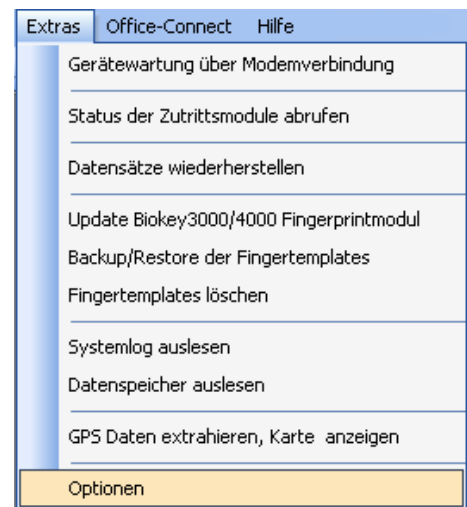 Extras Office-Connect Hilfe
Gerätewartung über Modemverbindung
Status der Zutrittsmodule abrufen
Datensätze wiederherstellen
Update Biokey3000/4000 Fingerprintmodul
Backup/Restore der Fingertemplates
Fingertemplates löschen
Systemlog auslesen
Datenspeicher auslesen
GPS Daten extrahieren, Karte anzeigen
Optionen